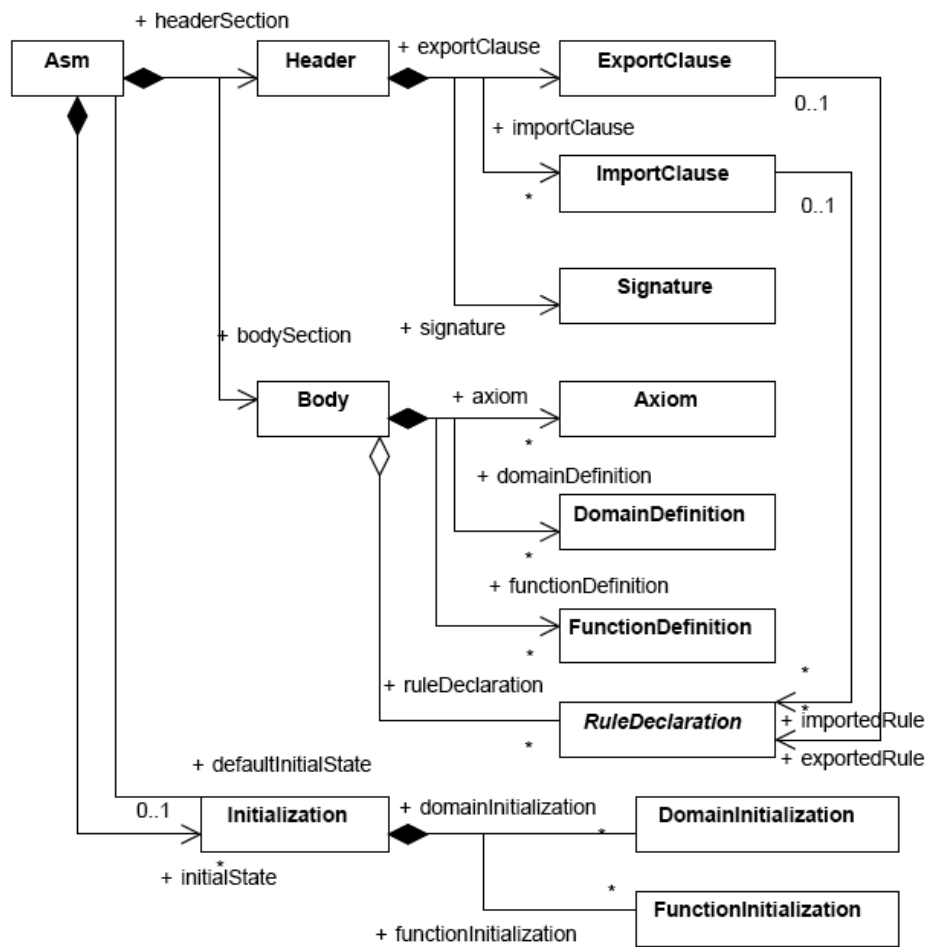 + headerSection
Asm
Header
+ exportClause
ExportClause
0..1
+ importClause
ImportClause
*
0..1
Signature
+ signature
+ bodySection
Body
+ axiom
Axiom
*
+ domainDefinition
DomainDefinition
*
+ functionDefinition
FunctionDefinition
*
+ ruleDeclaration
*
RuleDeclaration
*
+ importedRule
*
+ exportedRule
+ defaultInitialState
0..1
Initialization
+ domainInitialization
*
DomainInitialization
*
+ initialState
*
FunctionInitialization
+ functionInitialization